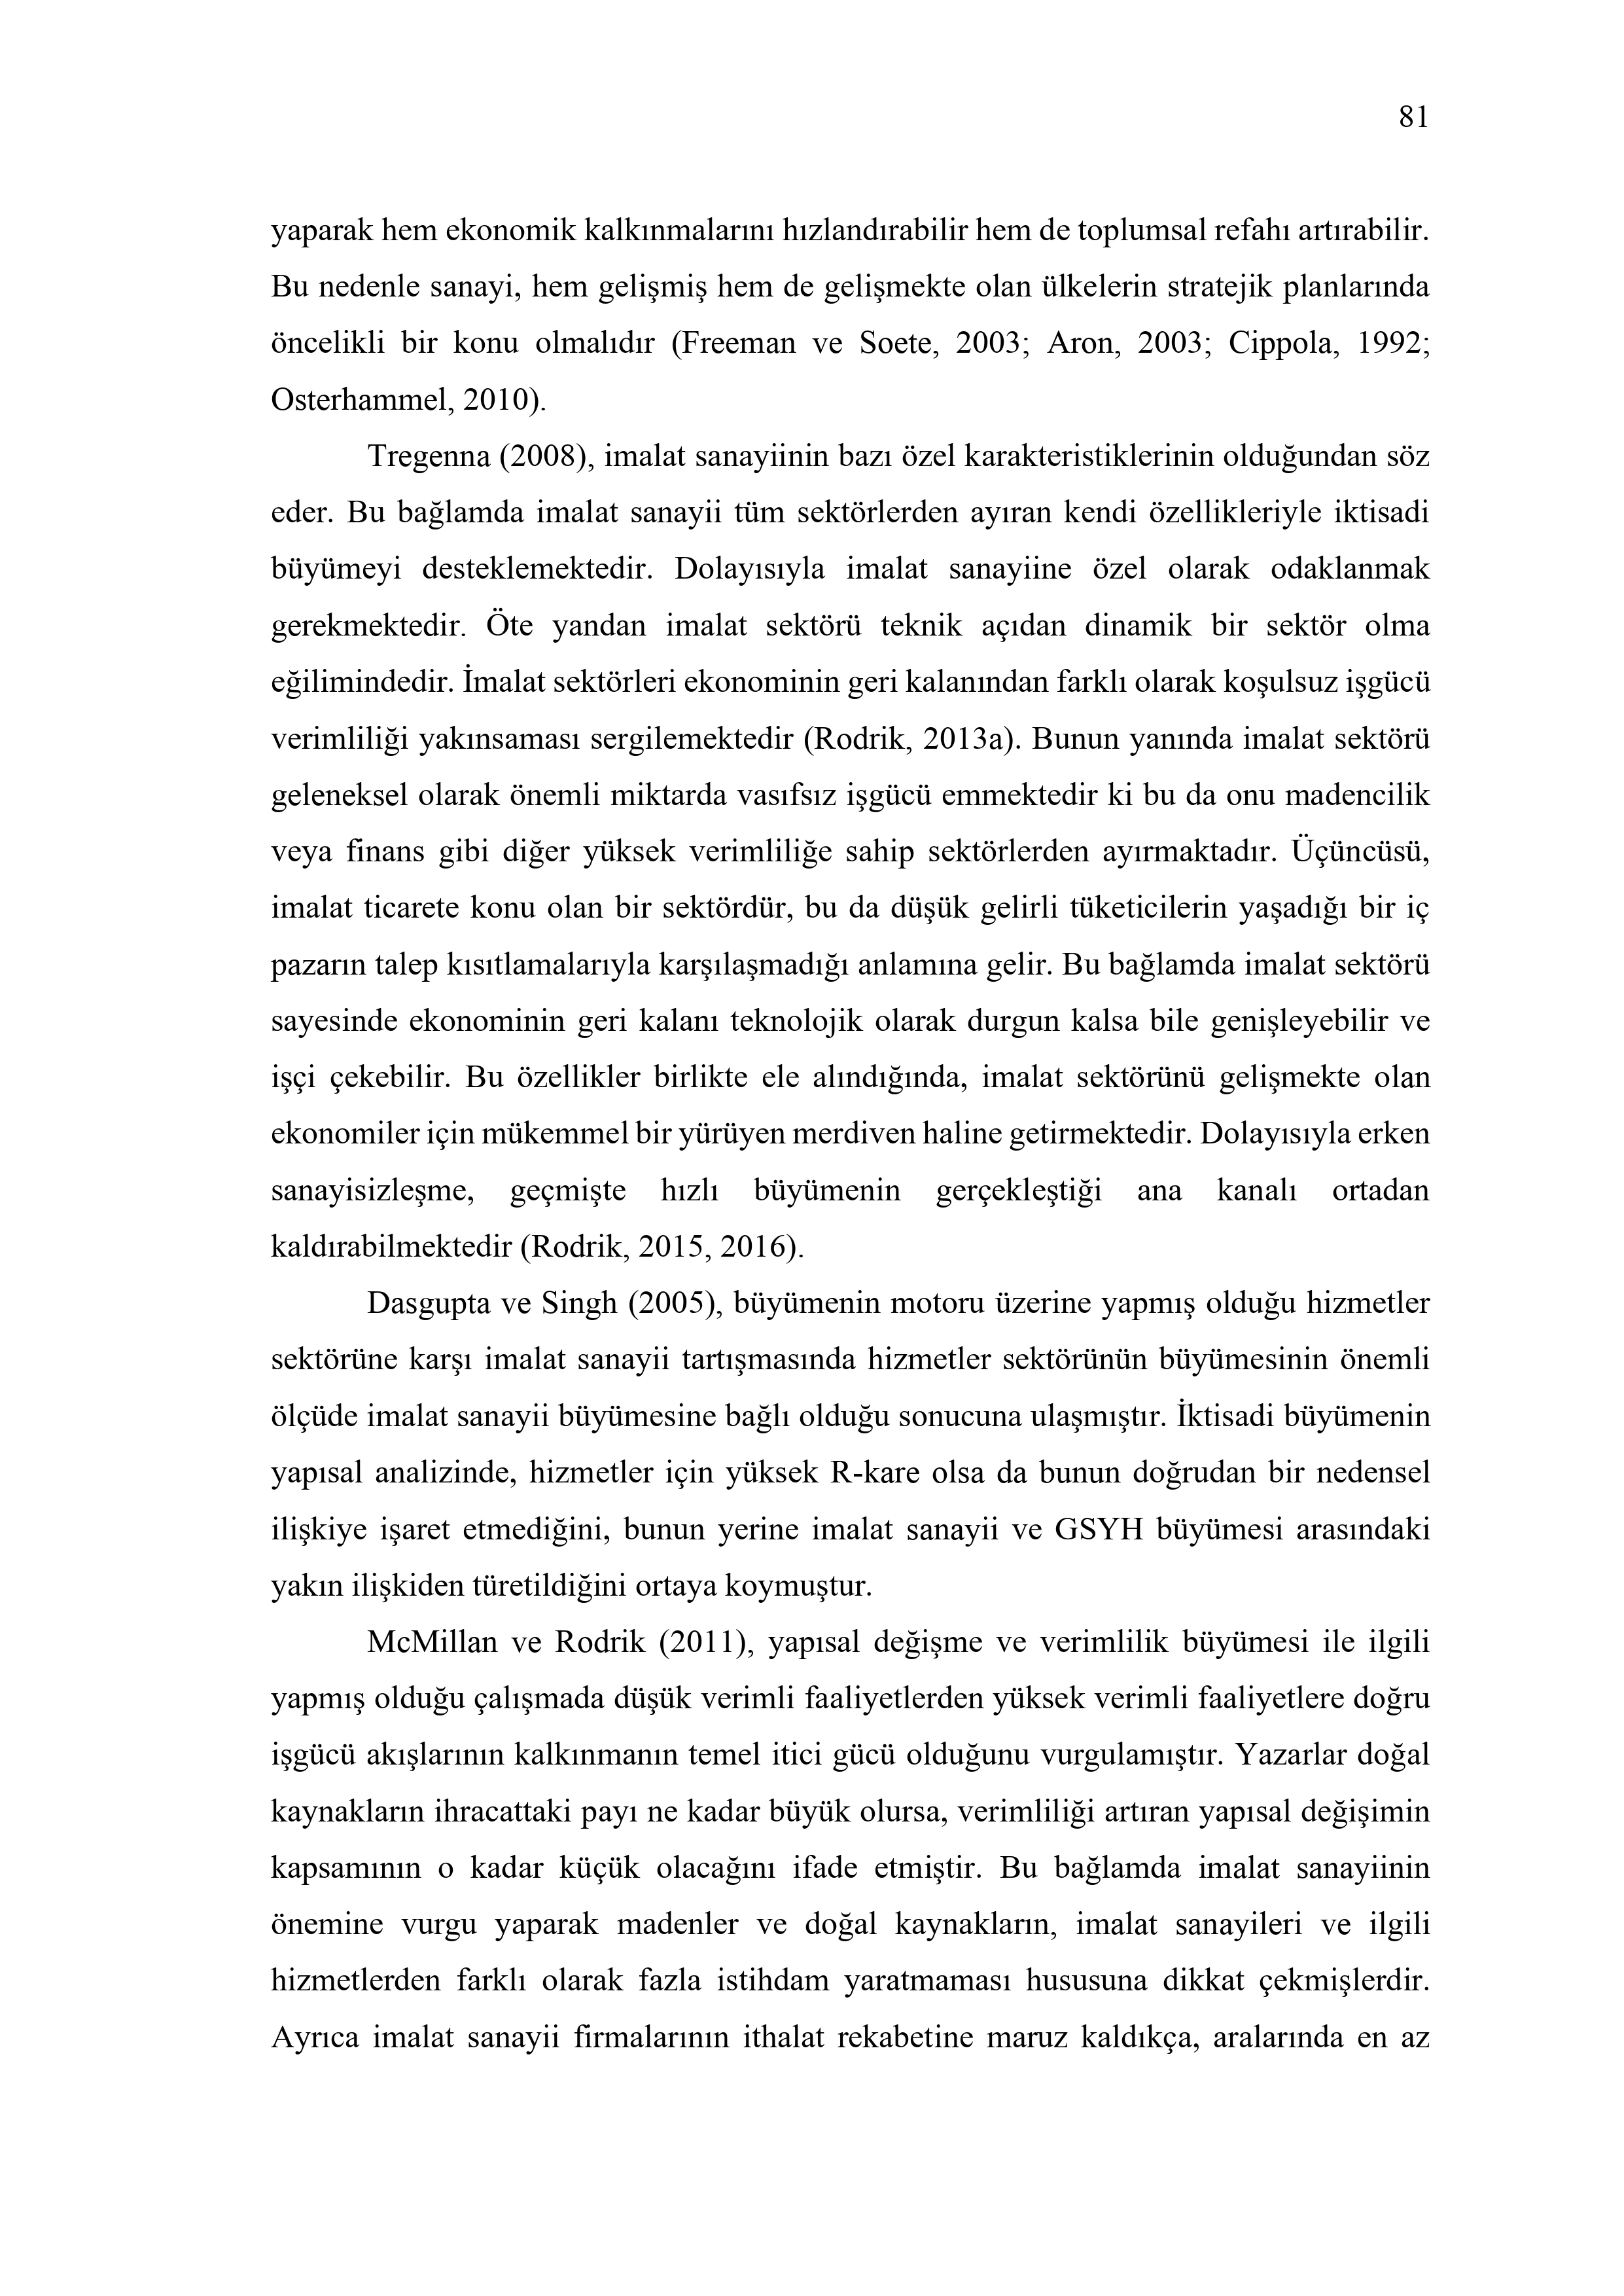 81
yaparak hem ekonomik kalkınmalarını hızlandırabilir hem de toplumsal refahı artırabilir.
Bu nedenle sanayi, hem gelişmiş hem de gelişmekte olan ülkelerin stratejik planlarında
öncelikli bir konu olmalıdır (Freeman ve Soete, 2003; Aron, 2003; Cippola, 1992;
Osterhammel, 2010).
Tregenna (2008), imalat sanayiinin bazı özel karakteristiklerinin olduğundan söz
eder. Bu bağlamda imalat sanayii tüm sektörlerden ayıran kendi özellikleriyle iktisadi
büyümeyi desteklemektedir. Dolayısıyla imalat sanayiine özel olarak odaklanmak
gerekmektedir. Öte yandan imalat sektörü teknik açıdan dinamik bir sektör olma
eğilimindedir. İmalat sektörleri ekonominin geri kalanından farklı olarak koşulsuz işgücü
verimliliği yakınsaması sergilemektedir (Rodrik, 2013a). Bunun yanında imalat sektörü
geleneksel olarak önemli miktarda vasıfsız işgücü emmektedir ki bu da onu madencilik
veya finans gibi diğer yüksek verimliliğe sahip sektörlerden ayırmaktadır. Üçüncüsü,
imalat ticarete konu olan bir sektördür, bu da düşük gelirli tüketicilerin yaşadığı bir iç
pazarın talep kısıtlamalarıyla karşılaşmadığı anlamına gelir. Bu bağlamda imalat sektörü
sayesinde ekonominin geri kalanı teknolojik olarak durgun kalsa bile genişleyebilir ve
işçi çekebilir. Bu özellikler birlikte ele alındığında, imalat sektörünü gelişmekte olan
ekonomiler için mükemmel bir yürüyen merdiven haline getirmektedir. Dolayısıyla erken
sanayisizleşme, geçmişte hızlı büyümenin gerçekleştiği ana kanalı ortadan
kaldırabilmektedir (Rodrik, 2015, 2016).
Dasgupta ve Singh (2005), büyümenin motoru üzerine yapmış olduğu hizmetler
sektörüne karşı imalat sanayii tartışmasında hizmetler sektörünün büyümesinin önemli
ölçüde imalat sanayii büyümesine bağlı olduğu sonucuna ulaşmıştır. İktisadi büyümenin
yapısal analizinde, hizmetler için yüksek R-kare olsa da bunun doğrudan bir nedensel
ilişkiye işaret etmediğini, bunun yerine imalat sanayii ve GSYH büyümesi arasındaki
yakın ilişkiden türetildiğini ortaya koymuştur.
McMillan ve Rodrik (2011), yapısal değişme ve verimlilik büyümesi ile ilgili
yapmış olduğu çalışmada düşük verimli faaliyetlerden yüksek verimli faaliyetlere doğru
işgücü akışlarının kalkınmanın temel itici gücü olduğunu vurgulamıştır. Yazarlar doğal
kaynakların ihracattaki payı ne kadar büyük olursa, verimliliği artıran yapısal değişimin
kapsamının o kadar küçük olacağını ifade etmiştir. Bu bağlamda imalat sanayiinin
önemine vurgu yaparak madenler ve doğal kaynakların, imalat sanayileri ve ilgili
hizmetlerden farklı olarak fazla istihdam yaratmaması hususuna dikkat çekmişlerdir.
Ayrıca imalat sanayii firmalarının ithalat rekabetine maruz kaldıkça, aralarında en az